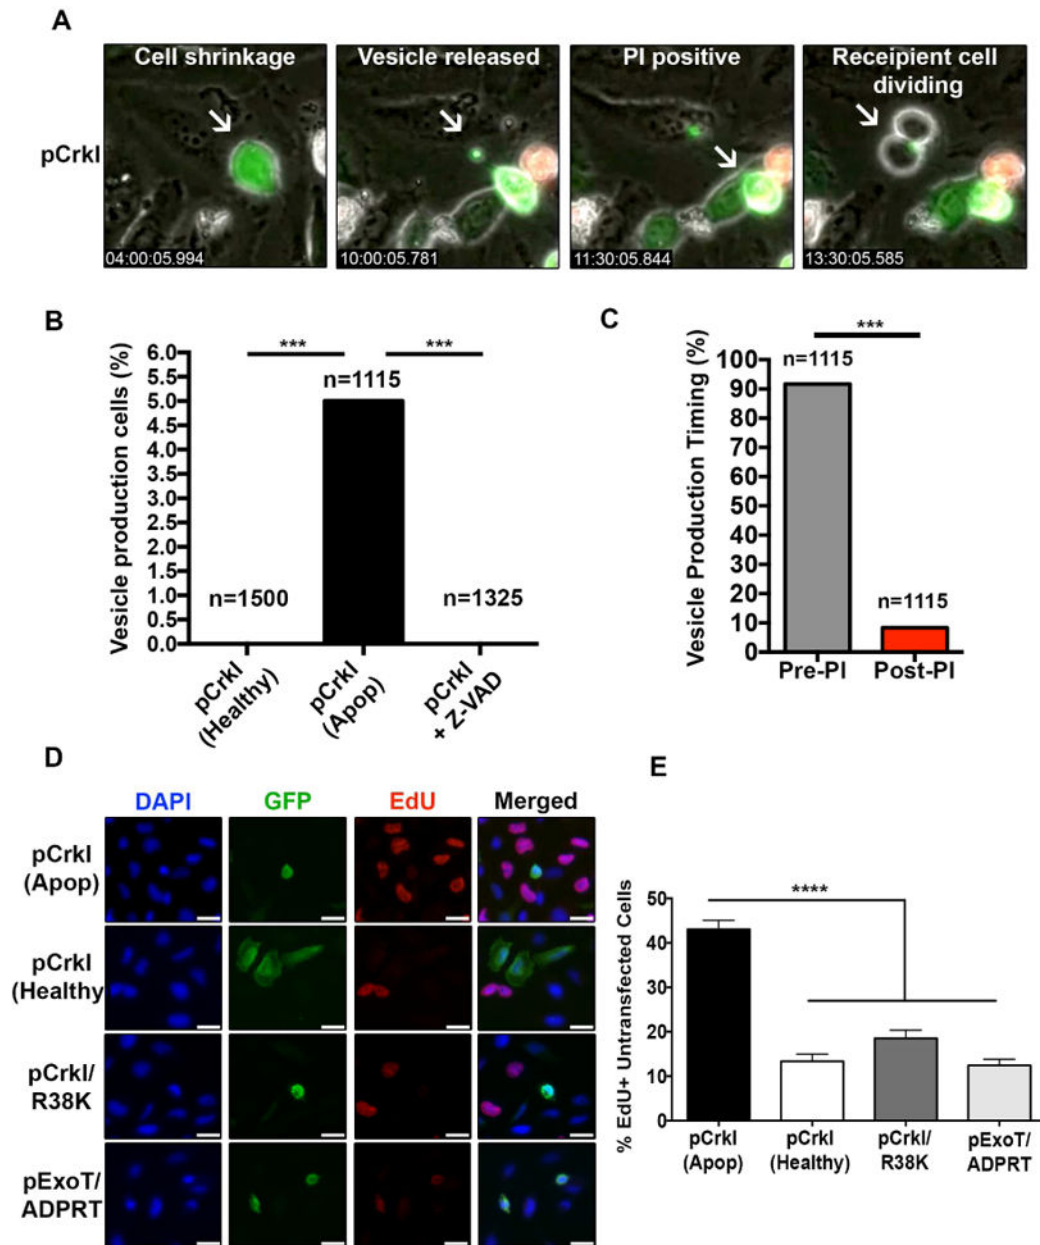 A
pCrkI
Cell shrinkage
04:00:05.994
Vesicle released
10:00:05.781
PI positive
11:30:05.844
Receipient cell
dividing
13:30:05.585
B
Vesicle production cells (%)
6.0
5.5
5.0
4.5
4.0
3.5
3.0
2.5
2.0
1.5
1.0
0.5
0.0
***
***
n=1500
n=1115
n=1325
pCrkI
(Healthy)
pCrkI
(Apop)
pCrkI
+ Z-VAD
C
Vesicle Production Timing (%)
100
90
80
70
60
50
40
30
20
10
0
***
n=1115
n=1115
Pre-PI
Post-PI
D
DAPI
GFP
EdU
Merged
pCrkI
(Apop)
pCrkI
(Healthy
pCrkI/
R38K
pExoT/
ADPRT
E
% EdU+ Untransfected Cells
50
40
30
20
10
0
****
pCrkI
(Apop)
pCrkI
(Healthy)
pCrkI/
R38K
pExoT/
ADPRT